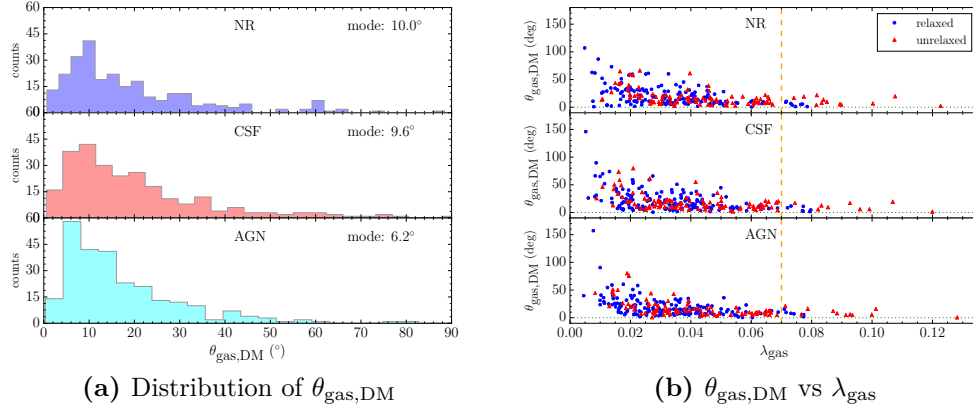 60
NR
mode: 10.0°
45
30
15
counts
60
CSF
mode: 9.6°
45
30
15
counts
60
AGN
mode: 6.2°
45
30
15
0
counts
0 10 20 30 40 50 60 70 80 90
θgas,DM (°)
(a) Distribution of θgas,DM
NR
relaxed
unrelaxed
150
100
50
0
θgas,DM (deg)
CSF
150
100
50
0
θgas,DM (deg)
AGN
150
100
50
0
θgas,DM (deg)
0.00 0.02 0.04 0.06 0.08 0.10 0.12
λgas
(b) θgas,DM vs λgas